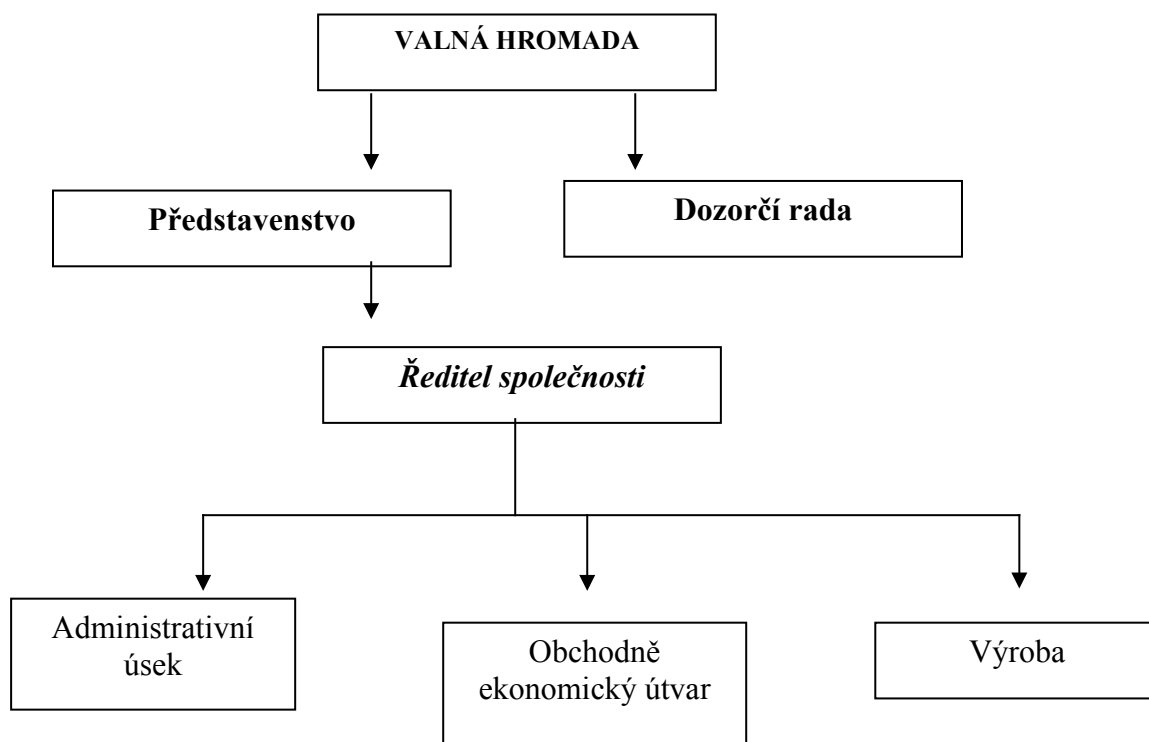 VALNÁ HROMADA
Představenstvo
Dozorčí rada
Ředitel společnosti
Administrativní
úsek
Obchodně
ekonomický útvar
Výroba